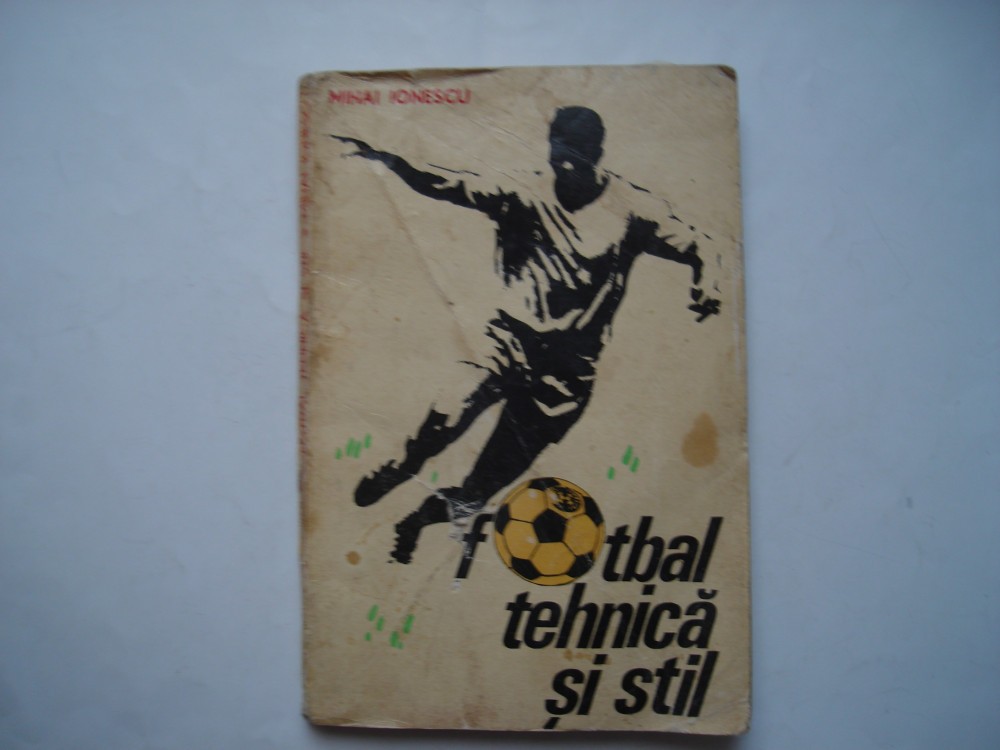 MIHAI IONESCU
fotbal
tehnică
și stil